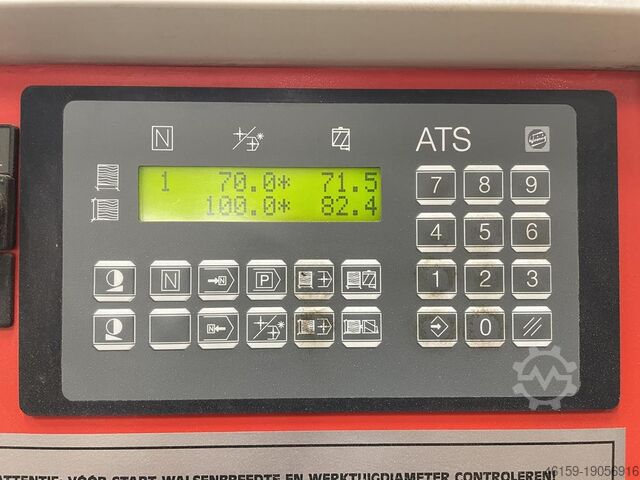 N ATS
1 70.0* 71.5
100.0* 82.4
7 8 9
4 5 6
N N P 1 2 3
N 0
ATTENTIE: VÓÓR START WALSENBREEDTE EN WERKTUIGDIAMETER CONTROLEREN!
46159-19056916